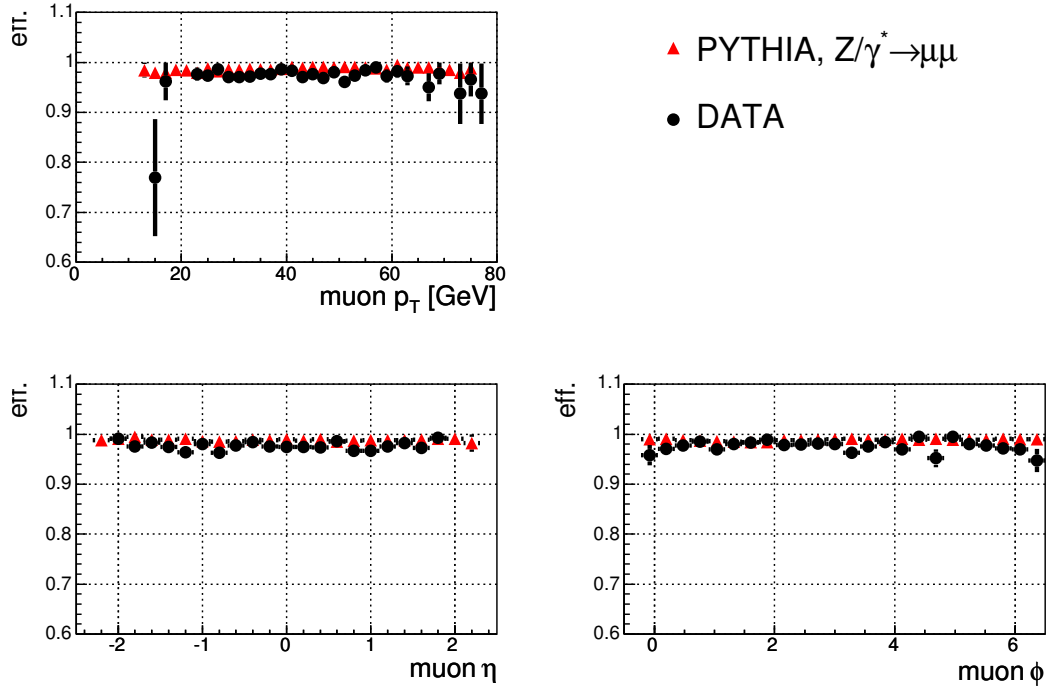 eff.
1.1
1
0.9
0.8
0.7
0.6
0 20 40 60 80
muon p_T [GeV]
PYTHIA, Z/γ*→μμ
DATA
eff.
1.1
1
0.9
0.8
0.7
0.6
-2 -1 0 1 2
muon η
eff.
1.1
1
0.9
0.8
0.7
0.6
0 2 4 6
muon ϕ